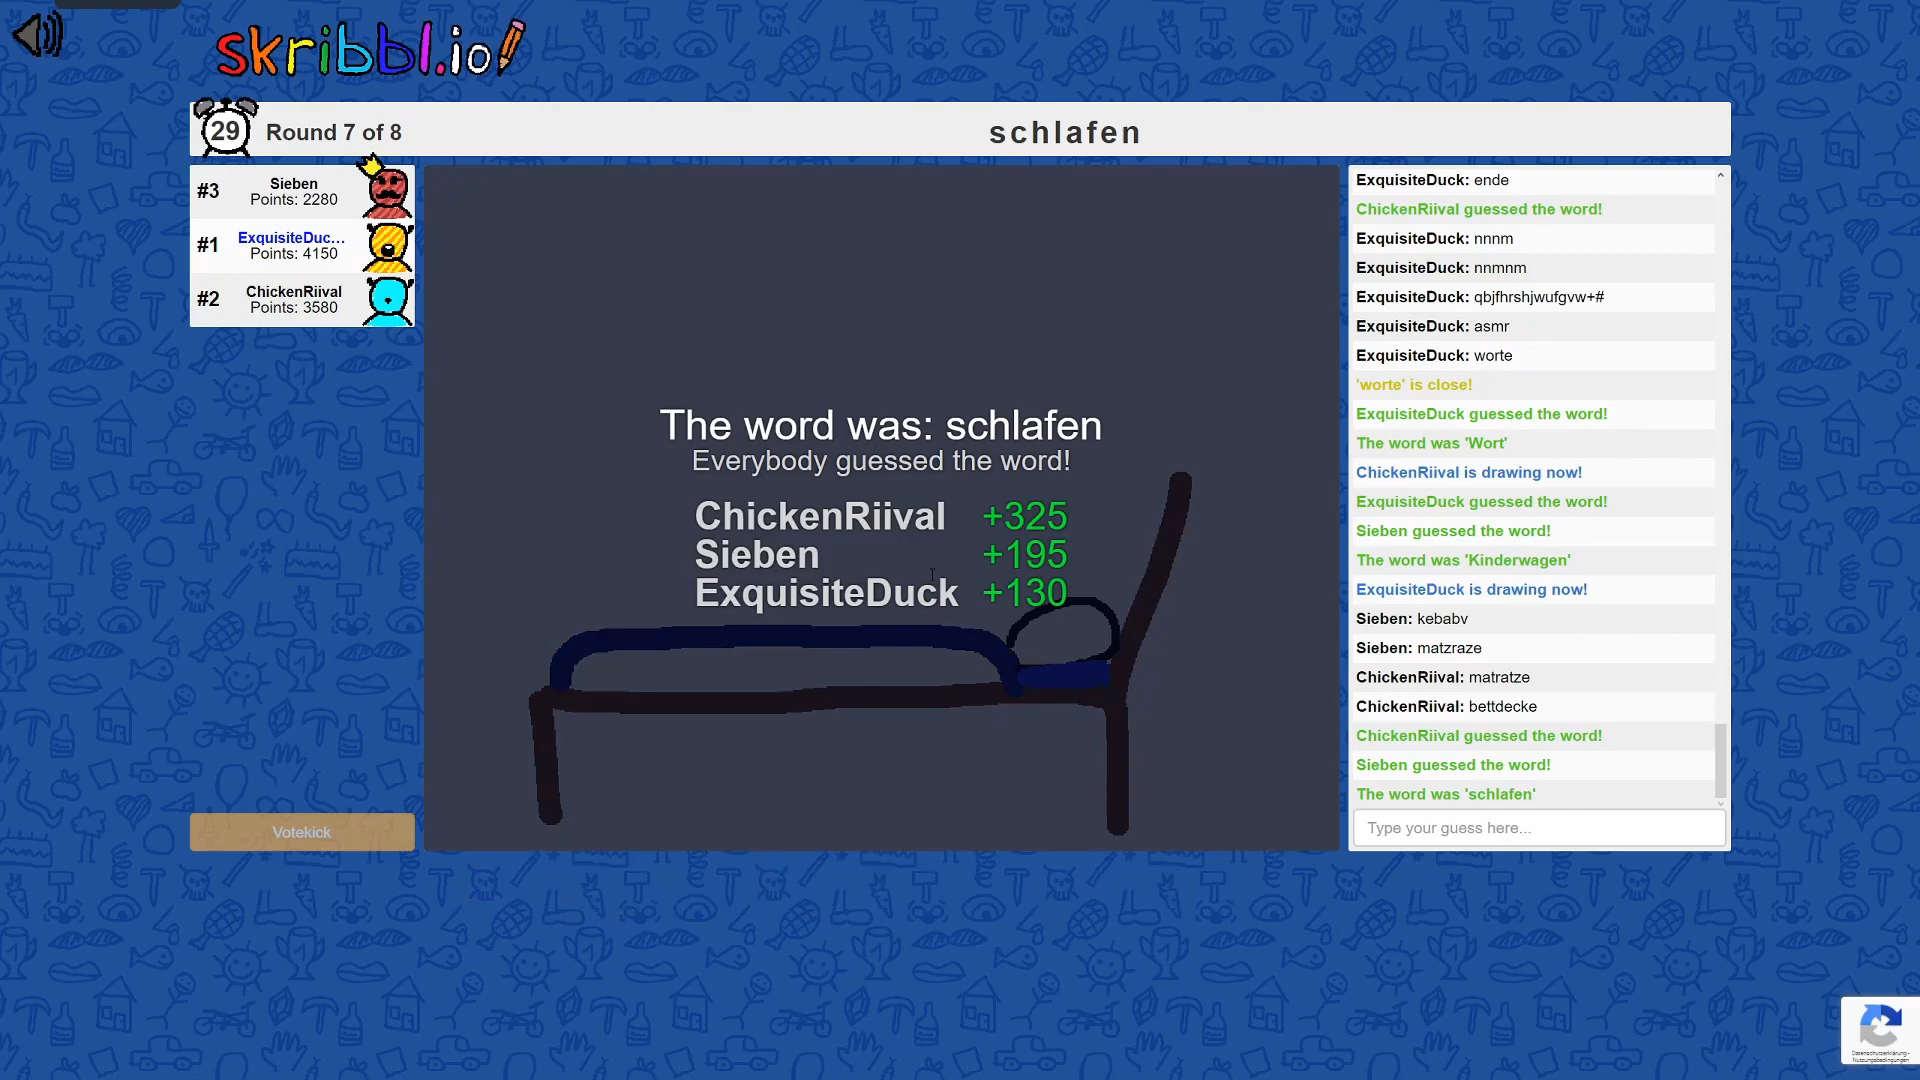 skribbl.io
29
Round 7 of 8
schlafen
#3
Sieben
Points: 2280
#1
ExquisiteDuc...
Points: 4150
#2
ChickenRiival
Points: 3580
Votekick
The word was: schlafen
Everybody guessed the word!
ChickenRiival +325
Sieben +195
ExquisiteDuck +130
ExquisiteDuck: ende
ChickenRiival guessed the word!
ExquisiteDuck: nnnm
ExquisiteDuck: nnmnm
ExquisiteDuck: qbjfhrshjwufgvw+#
ExquisiteDuck: asmr
ExquisiteDuck: worte
'worte' is close!
ExquisiteDuck guessed the word!
The word was 'Wort'
ChickenRiival is drawing now!
ExquisiteDuck guessed the word!
Sieben guessed the word!
The word was 'Kinderwagen'
ExquisiteDuck is drawing now!
Sieben: kebabv
Sieben: matzraze
ChickenRiival: matratze
ChickenRiival: bettdecke
ChickenRiival guessed the word!
Sieben guessed the word!
The word was 'schlafen'
Type your guess here...
Datenschutzerklärung -
Nutzungsbedingungen